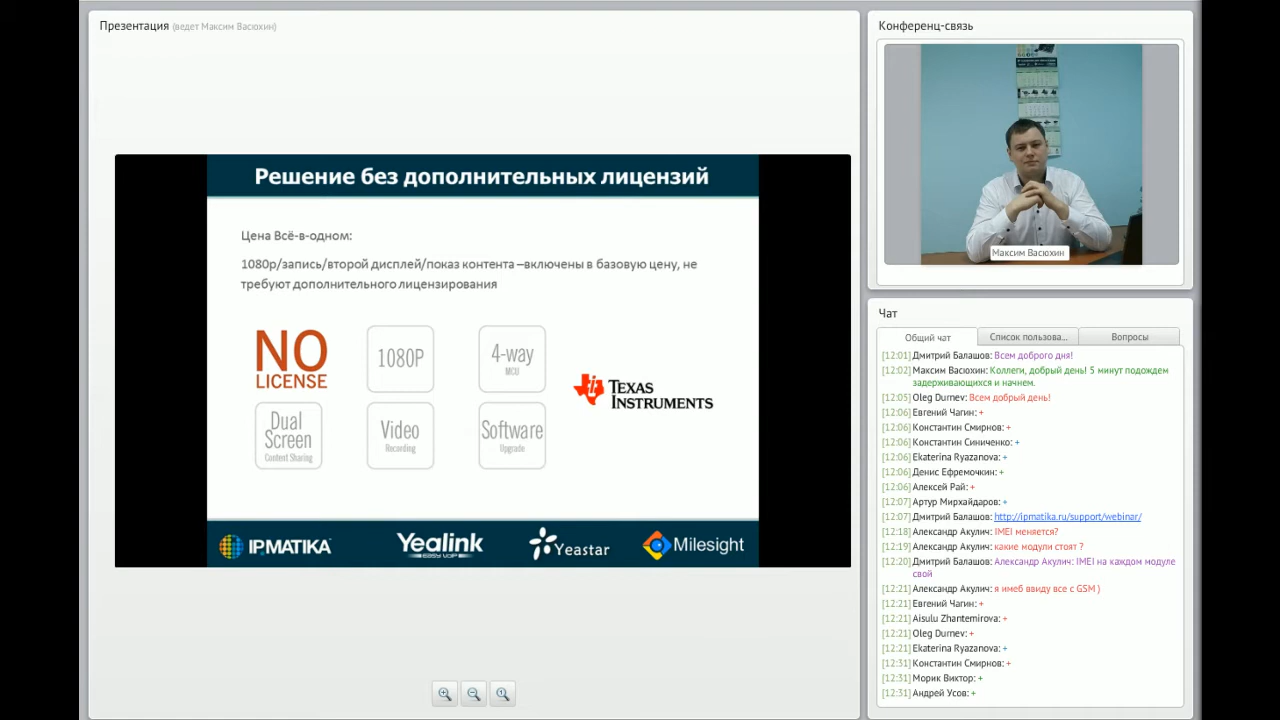 Презентация (ведет Максим Васюхин)
Решение без дополнительных лицензий
Цена Всё-в-одном:
1080p/запись/второй дисплей/показ контента –включены в базовую цену, не
требуют дополнительного лицензирования
NO
LICENSE
1080P
4-way
MCU
Dual
Screen
Content Sharing
Video
Recording
Software
Upgrade
TEXAS
INSTRUMENTS
IPMATIKA
Yealink
EASY VOIP
Yeastar
Milesight
Конференц-связь
Максим Васюхин
Чат
Общий чат
Список пользова...
Вопросы
[12:01] Дмитрий Балашов: Всем доброго дня!
[12:02] Максим Васюхин: Коллеги, добрый день! 5 минут подождем
задерживающихся и начнем.
[12:05] Oleg Durnev: Всем добрый день!
[12:06] Евгений Чагин: +
[12:06] Константин Смирнов: +
[12:06] Константин Синиченко: +
[12:06] Ekaterina Ryazanova: +
[12:06] Денис Ефремочкин: +
[12:06] Алексей Рай: +
[12:07] Артур Мирхайдаров: +
[12:07] Дмитрий Балашов: http://ipmatika.ru/support/webinar/
[12:18] Александр Акулич: IMEI меняется?
[12:19] Александр Акулич: какие модули стоят ?
[12:20] Дмитрий Балашов: Александр Акулич: IMEI на каждом модуле
свой
[12:21] Александр Акулич: я имеб ввиду все с GSM )
[12:21] Евгений Чагин: +
[12:21] Aisulu Zhantemirova: +
[12:21] Oleg Durnev: +
[12:21] Ekaterina Ryazanova: +
[12:31] Константин Смирнов: +
[12:31] Морик Виктор: +
[12:31] Андрей Усов: +